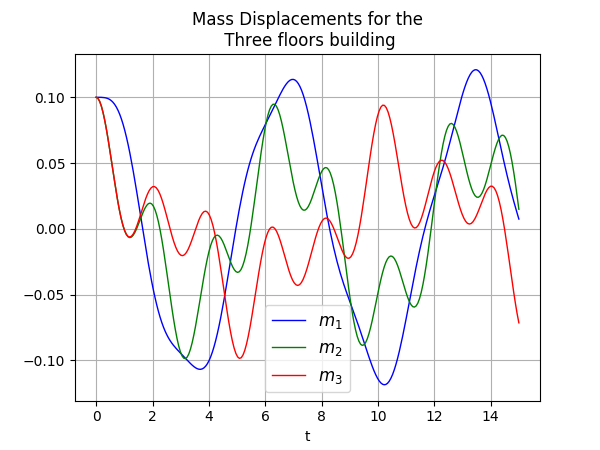 Mass Displacements for the
Three floors building
0.10
0.05
0.00
−0.05
−0.10
0 2 4 6 8 10 12 14
t
m1
m2
m3